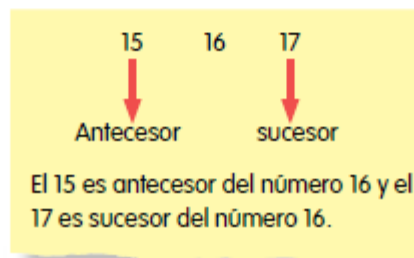 15 16 17
Antecesor sucesor
El 15 es antecesor del número 16 y el
17 es sucesor del número 16.